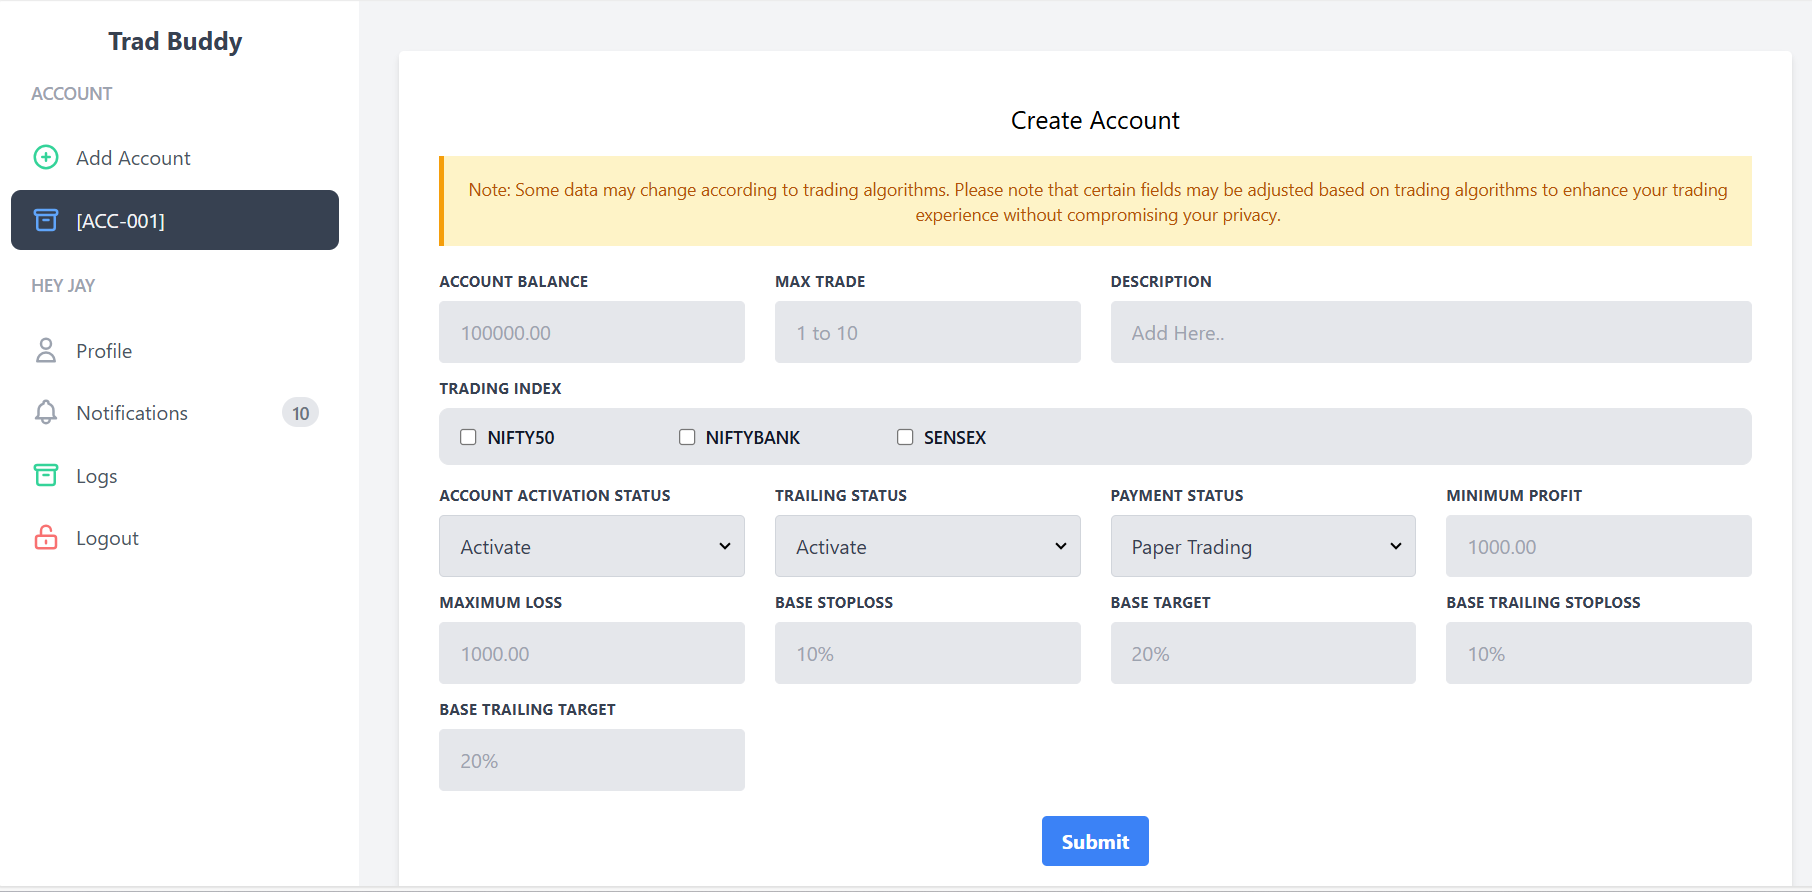 Trad Buddy
ACCOUNT
Add Account
[ACC-001]
HEY JAY
Profile
Notifications 10
Logs
Logout
Create Account
Note: Some data may change according to trading algorithms. Please note that certain fields may be adjusted based on trading algorithms to enhance your trading
experience without compromising your privacy.
ACCOUNT BALANCE MAX TRADE DESCRIPTION
100000.00 1 to 10 Add Here..
TRADING INDEX
NIFTY50 NIFTYBANK SENSEX
ACCOUNT ACTIVATION STATUS TRAILING STATUS PAYMENT STATUS MINIMUM PROFIT
Activate Activate Paper Trading 1000.00
MAXIMUM LOSS BASE STOPLOSS BASE TARGET BASE TRAILING STOPLOSS
1000.00 10% 20% 10%
BASE TRAILING TARGET
20%
Submit